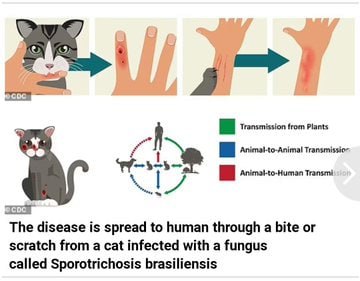 © CDC
Transmission from Plants
Animal-to-Animal Transmission
Animal-to-Human Transmission
© CDC
The disease is spread to human through a bite or
scratch from a cat infected with a fungus
called Sporotrichosis brasiliensis